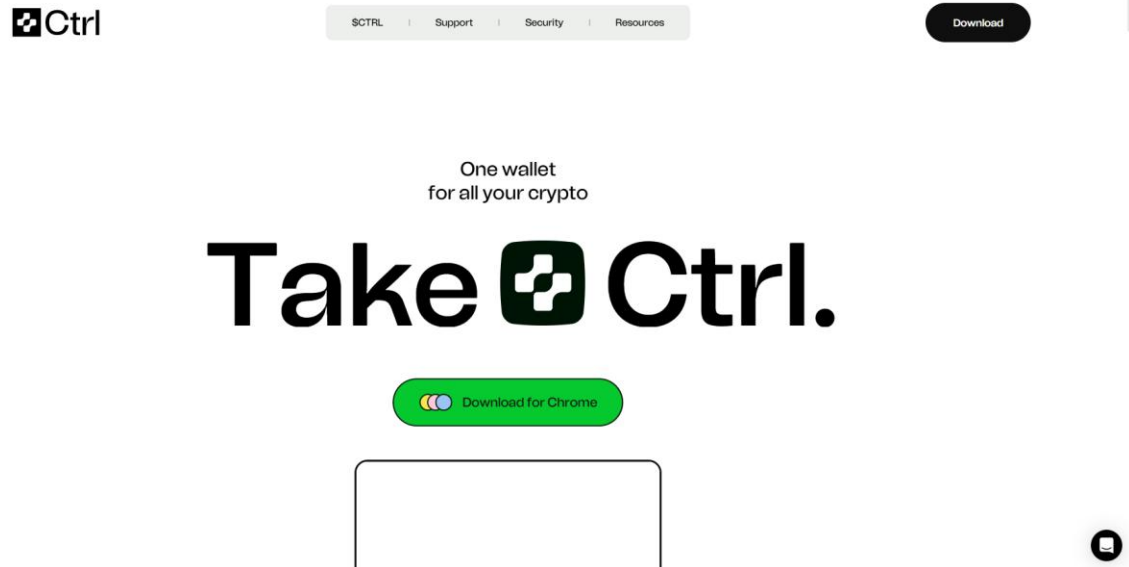 Ctrl
$CTRL | Support | Security | Resources
Download
One wallet
for all your crypto
Take Ctrl.
Download for Chrome